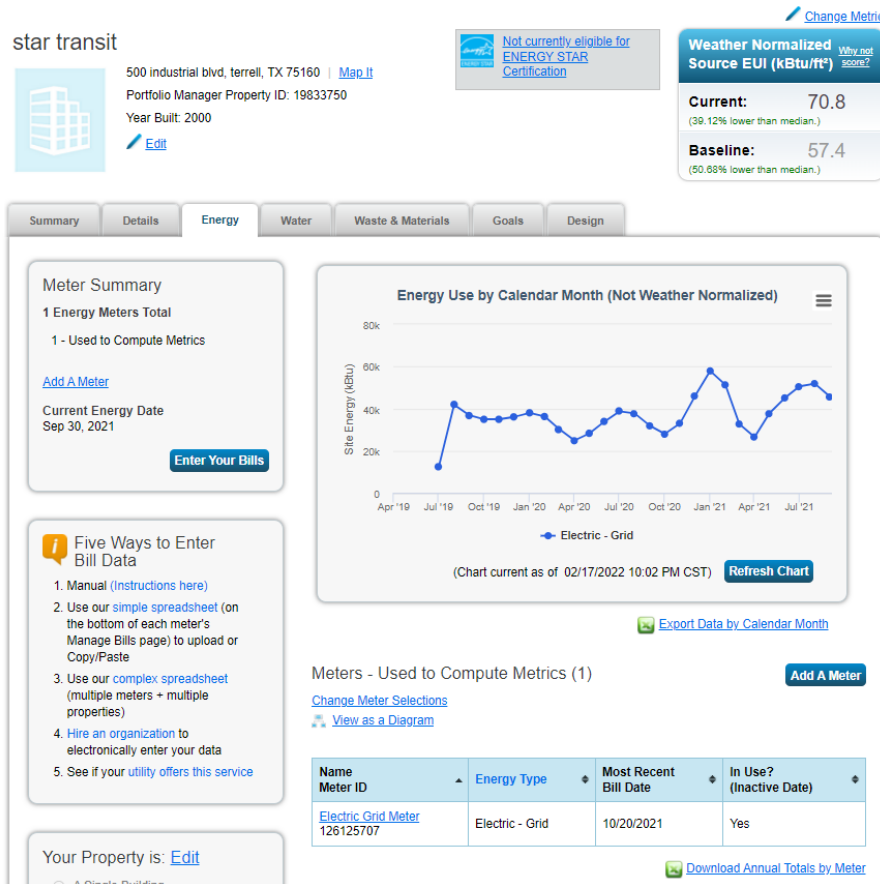 Change Metric
star transit
500 industrial blvd, terrell, TX 75160 | Map It
Portfolio Manager Property ID: 19833750
Year Built: 2000
Edit
Not currently eligible for
ENERGY STAR
Certification
Weather Normalized
Source EUI (kBtu/ft²)
Why not
score?
Current: 70.8
(39.12% lower than median.)
Baseline: 57.4
(50.68% lower than median.)
Summary Details Energy Water Waste & Materials Goals Design
Meter Summary
1 Energy Meters Total
1 - Used to Compute Metrics
Add A Meter
Current Energy Date
Sep 30, 2021
Enter Your Bills
Five Ways to Enter
Bill Data
1. Manual (Instructions here)
2. Use our simple spreadsheet (on
the bottom of each meter's
Manage Bills page) to upload or
Copy/Paste
3. Use our complex spreadsheet
(multiple meters + multiple
properties)
4. Hire an organization to
electronically enter your data
5. See if your utility offers this service
Your Property is: Edit
A Single Building
Energy Use by Calendar Month (Not Weather Normalized)
Site Energy (kBtu)
80k
60k
40k
20k
0
Apr '19 Jul '19 Oct '19 Jan '20 Apr '20 Jul '20 Oct '20 Jan '21 Apr '21 Jul '21
Electric - Grid
(Chart current as of 02/17/2022 10:02 PM CST) Refresh Chart
Export Data by Calendar Month
Meters - Used to Compute Metrics (1)
Add A Meter
Change Meter Selections
View as a Diagram
Name
Meter ID
Energy Type
Most Recent
Bill Date
In Use?
(Inactive Date)
Electric Grid Meter
126125707
Electric - Grid
10/20/2021
Yes
Download Annual Totals by Meter